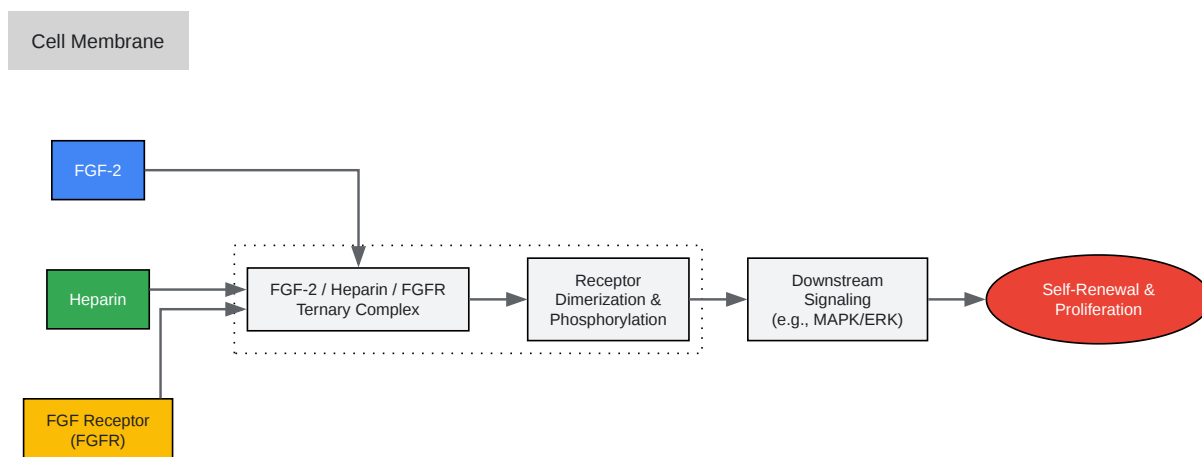 Cell Membrane
FGF-2
Heparin
FGF Receptor
(FGFR)
FGF-2 / Heparin / FGFR
Ternary Complex
Receptor
Dimerization &
Phosphorylation
Downstream
Signaling
(e.g., MAPK/ERK)
Self-Renewal &
Proliferation